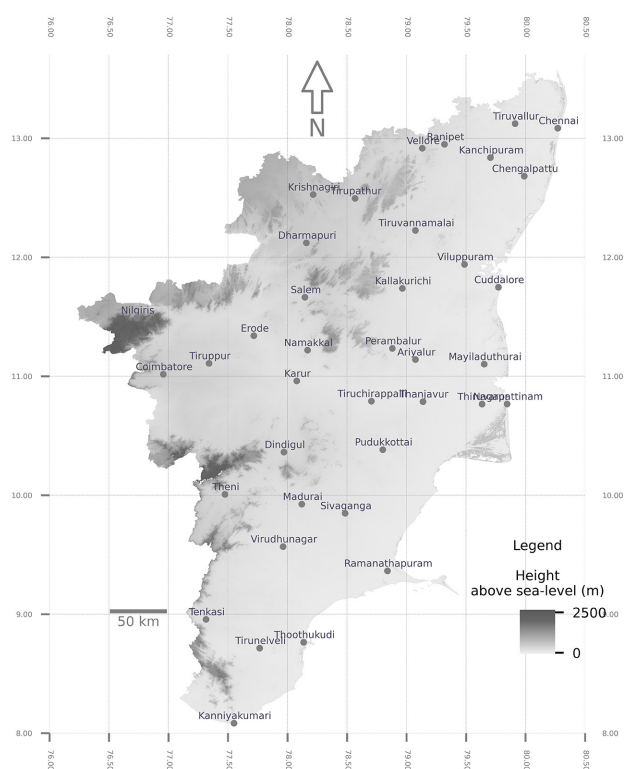 76.00 76.50 77.00 77.50 78.00 78.50 79.00 79.50 80.00 80.50
N
Tiruvallur Chennai
13.00 Ranipet 13.00
Vellore
Kanchipuram
Chengalpattu
Krishnagiri
Tirupathur
Tiruvannamalai
Dharmapuri
12.00 Viluppuram 12.00
Cuddalore
Kallakurichi
Salem
Nilgiris
Erode
Namakkal Perambalur
Tiruppur Arivalur Mayiladuthurai
Coimbatore
11.00 Karur 11.00
Tiruchirappalli Thanjavur Nagapattinam
Dindigul Pudukkottai
Theni
10.00 Madurai 10.00
Sivaganga
Virudhunagar
Legend
Ramanathapuram
Height
above sea-level (m)
Tenkasi
9.00 2500 9.00
50 km
Thoothukudi
Tirunelveli
0
Kanniyakumari
8.00 8.00
76.00 76.50 77.00 77.50 78.00 78.50 79.00 79.50 80.00 80.50